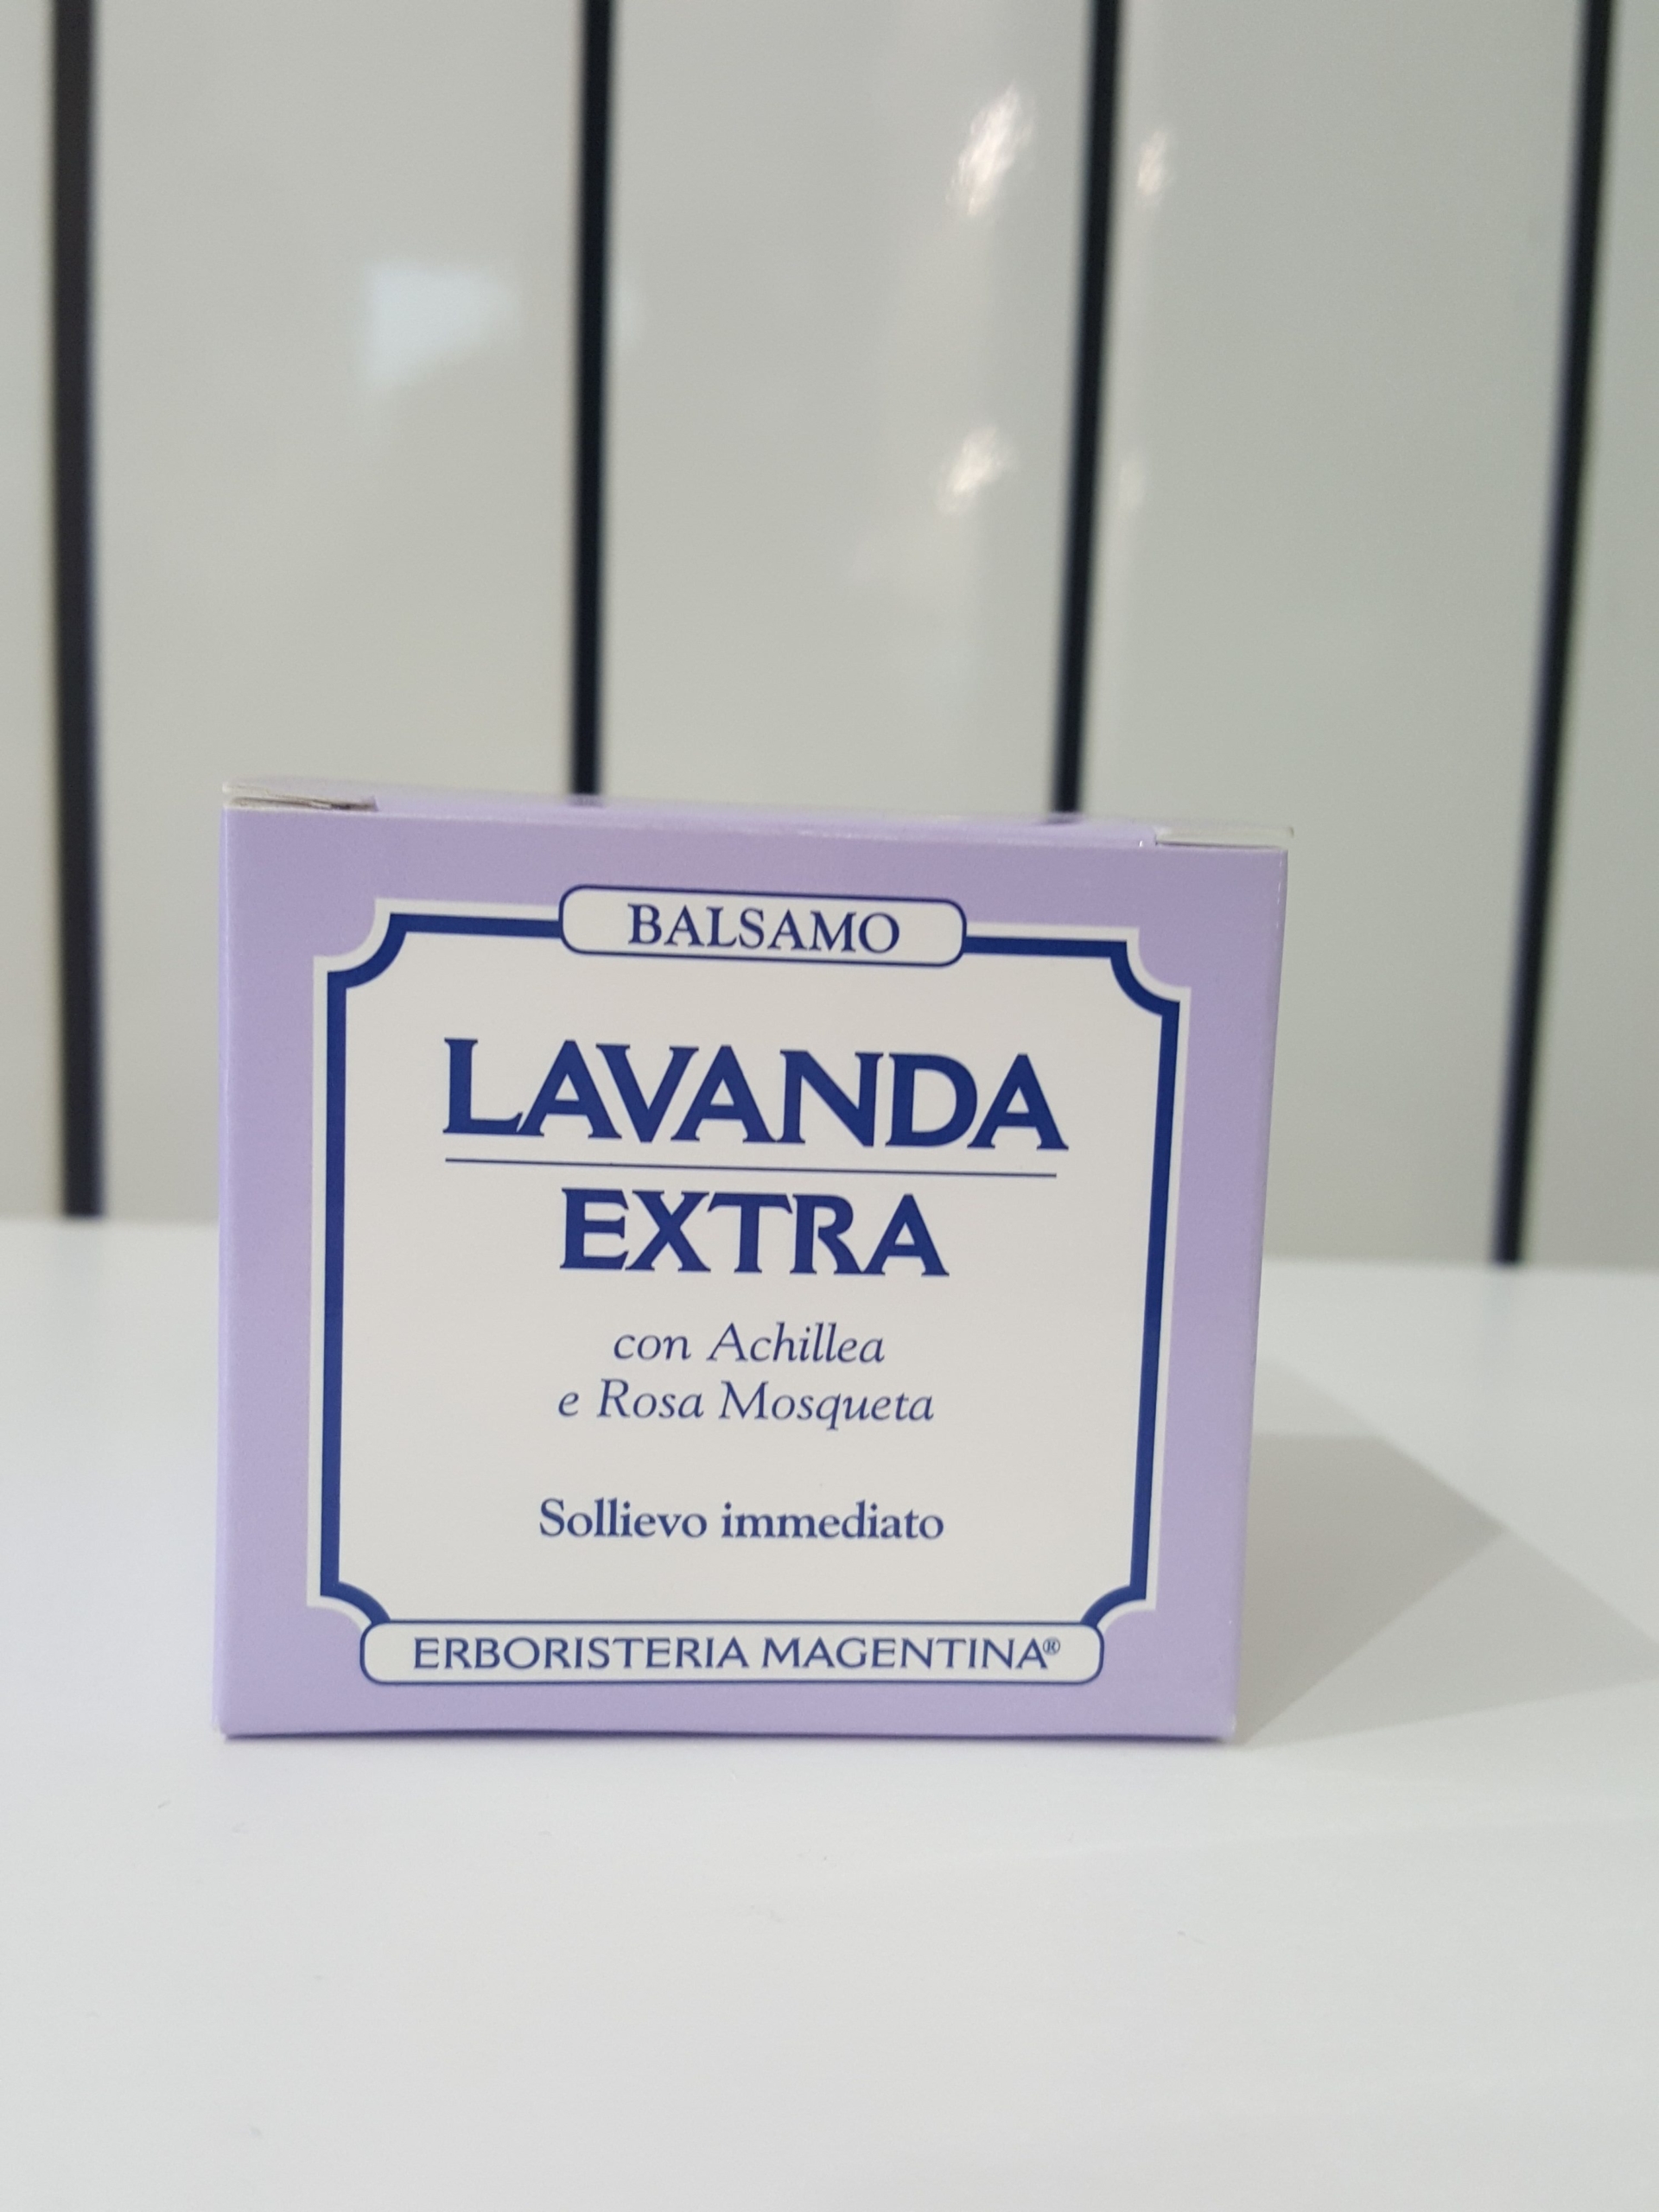 BALSAMO
LAVANDA
EXTRA
con Achillea
e Rosa Mosqueta
Sollievo immediato
ERBORISTERIA MAGENTINA®